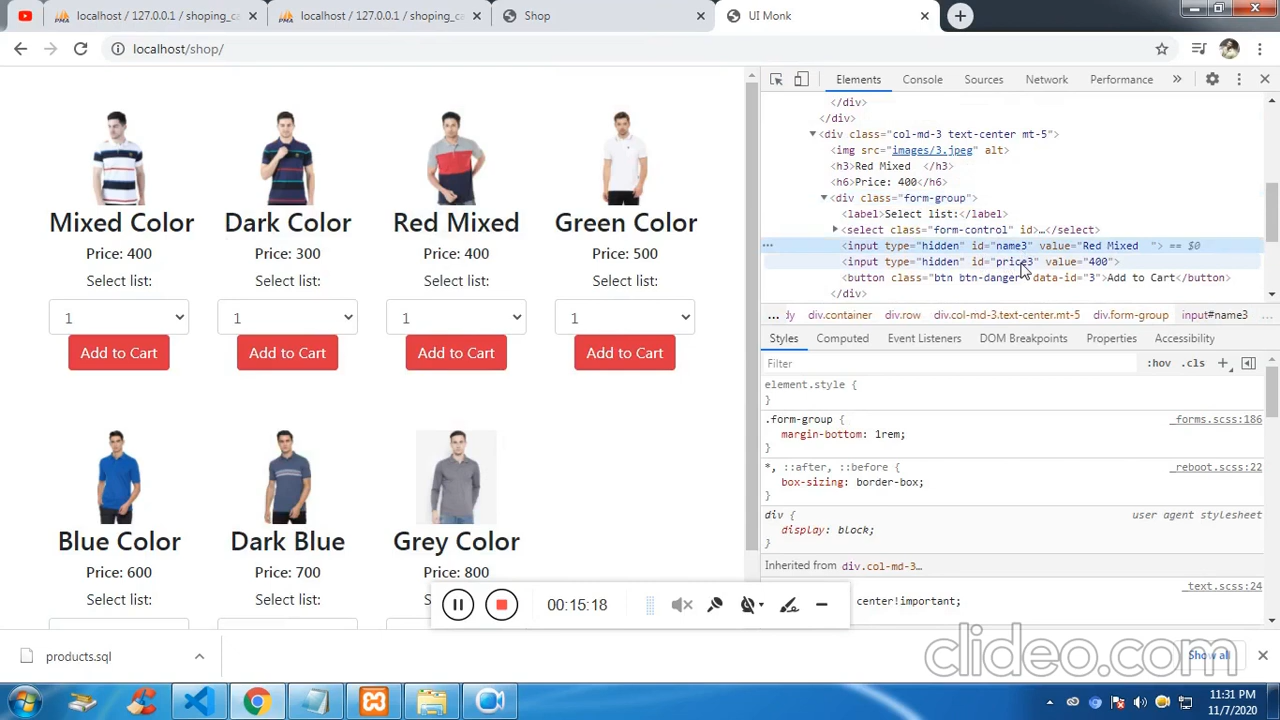 localhost / 127.0.0.1 / shoping_ca
localhost / 127.0.0.1 / shoping_ca
Shop
UI Monk
localhost/shop/
Elements
Console
Sources
Network
Performance
</div>
</div>
<div class="col-md-3 text-center mt-5">
<img src="images/3.jpeg" alt>
<h3>Red Mixed </h3>
<h6>Price: 400</h6>
<div class="form-group">
<label>Select list:</label>
<select class="form-control" id>…</select>
<input type="hidden" id="name3" value="Red Mixed "> == $0
<input type="hidden" id="price3" value="400">
<button class="btn btn-danger" data-id="3">Add to Cart</button>
</div>
... dy div.container div.row div.col-md-3.text-center.mt-5 div.form-group input#name3 ...
Styles Computed Event Listeners DOM Breakpoints Properties Accessibility
Filter
:hov .cls
element.style {
}
.form-group {
_forms.scss:186
margin-bottom: 1rem;
}
*, ::after, ::before {
_reboot.scss:22
box-sizing: border-box;
}
div {
user agent stylesheet
display: block;
}
Inherited from div.col-md-3…
_text.scss:24
center!important;
Mixed Color
Dark Color
Red Mixed
Green Color
Price: 400
Price: 300
Price: 400
Price: 500
Select list:
Select list:
Select list:
Select list:
1
1
1
1
Add to Cart
Add to Cart
Add to Cart
Add to Cart
Blue Color
Dark Blue
Grey Color
Price: 600
Price: 700
Price: 800
Select list:
Select list:
Select list:
00:15:18
products.sql
Show all
clideo.com
11:31 PM
11/7/2020